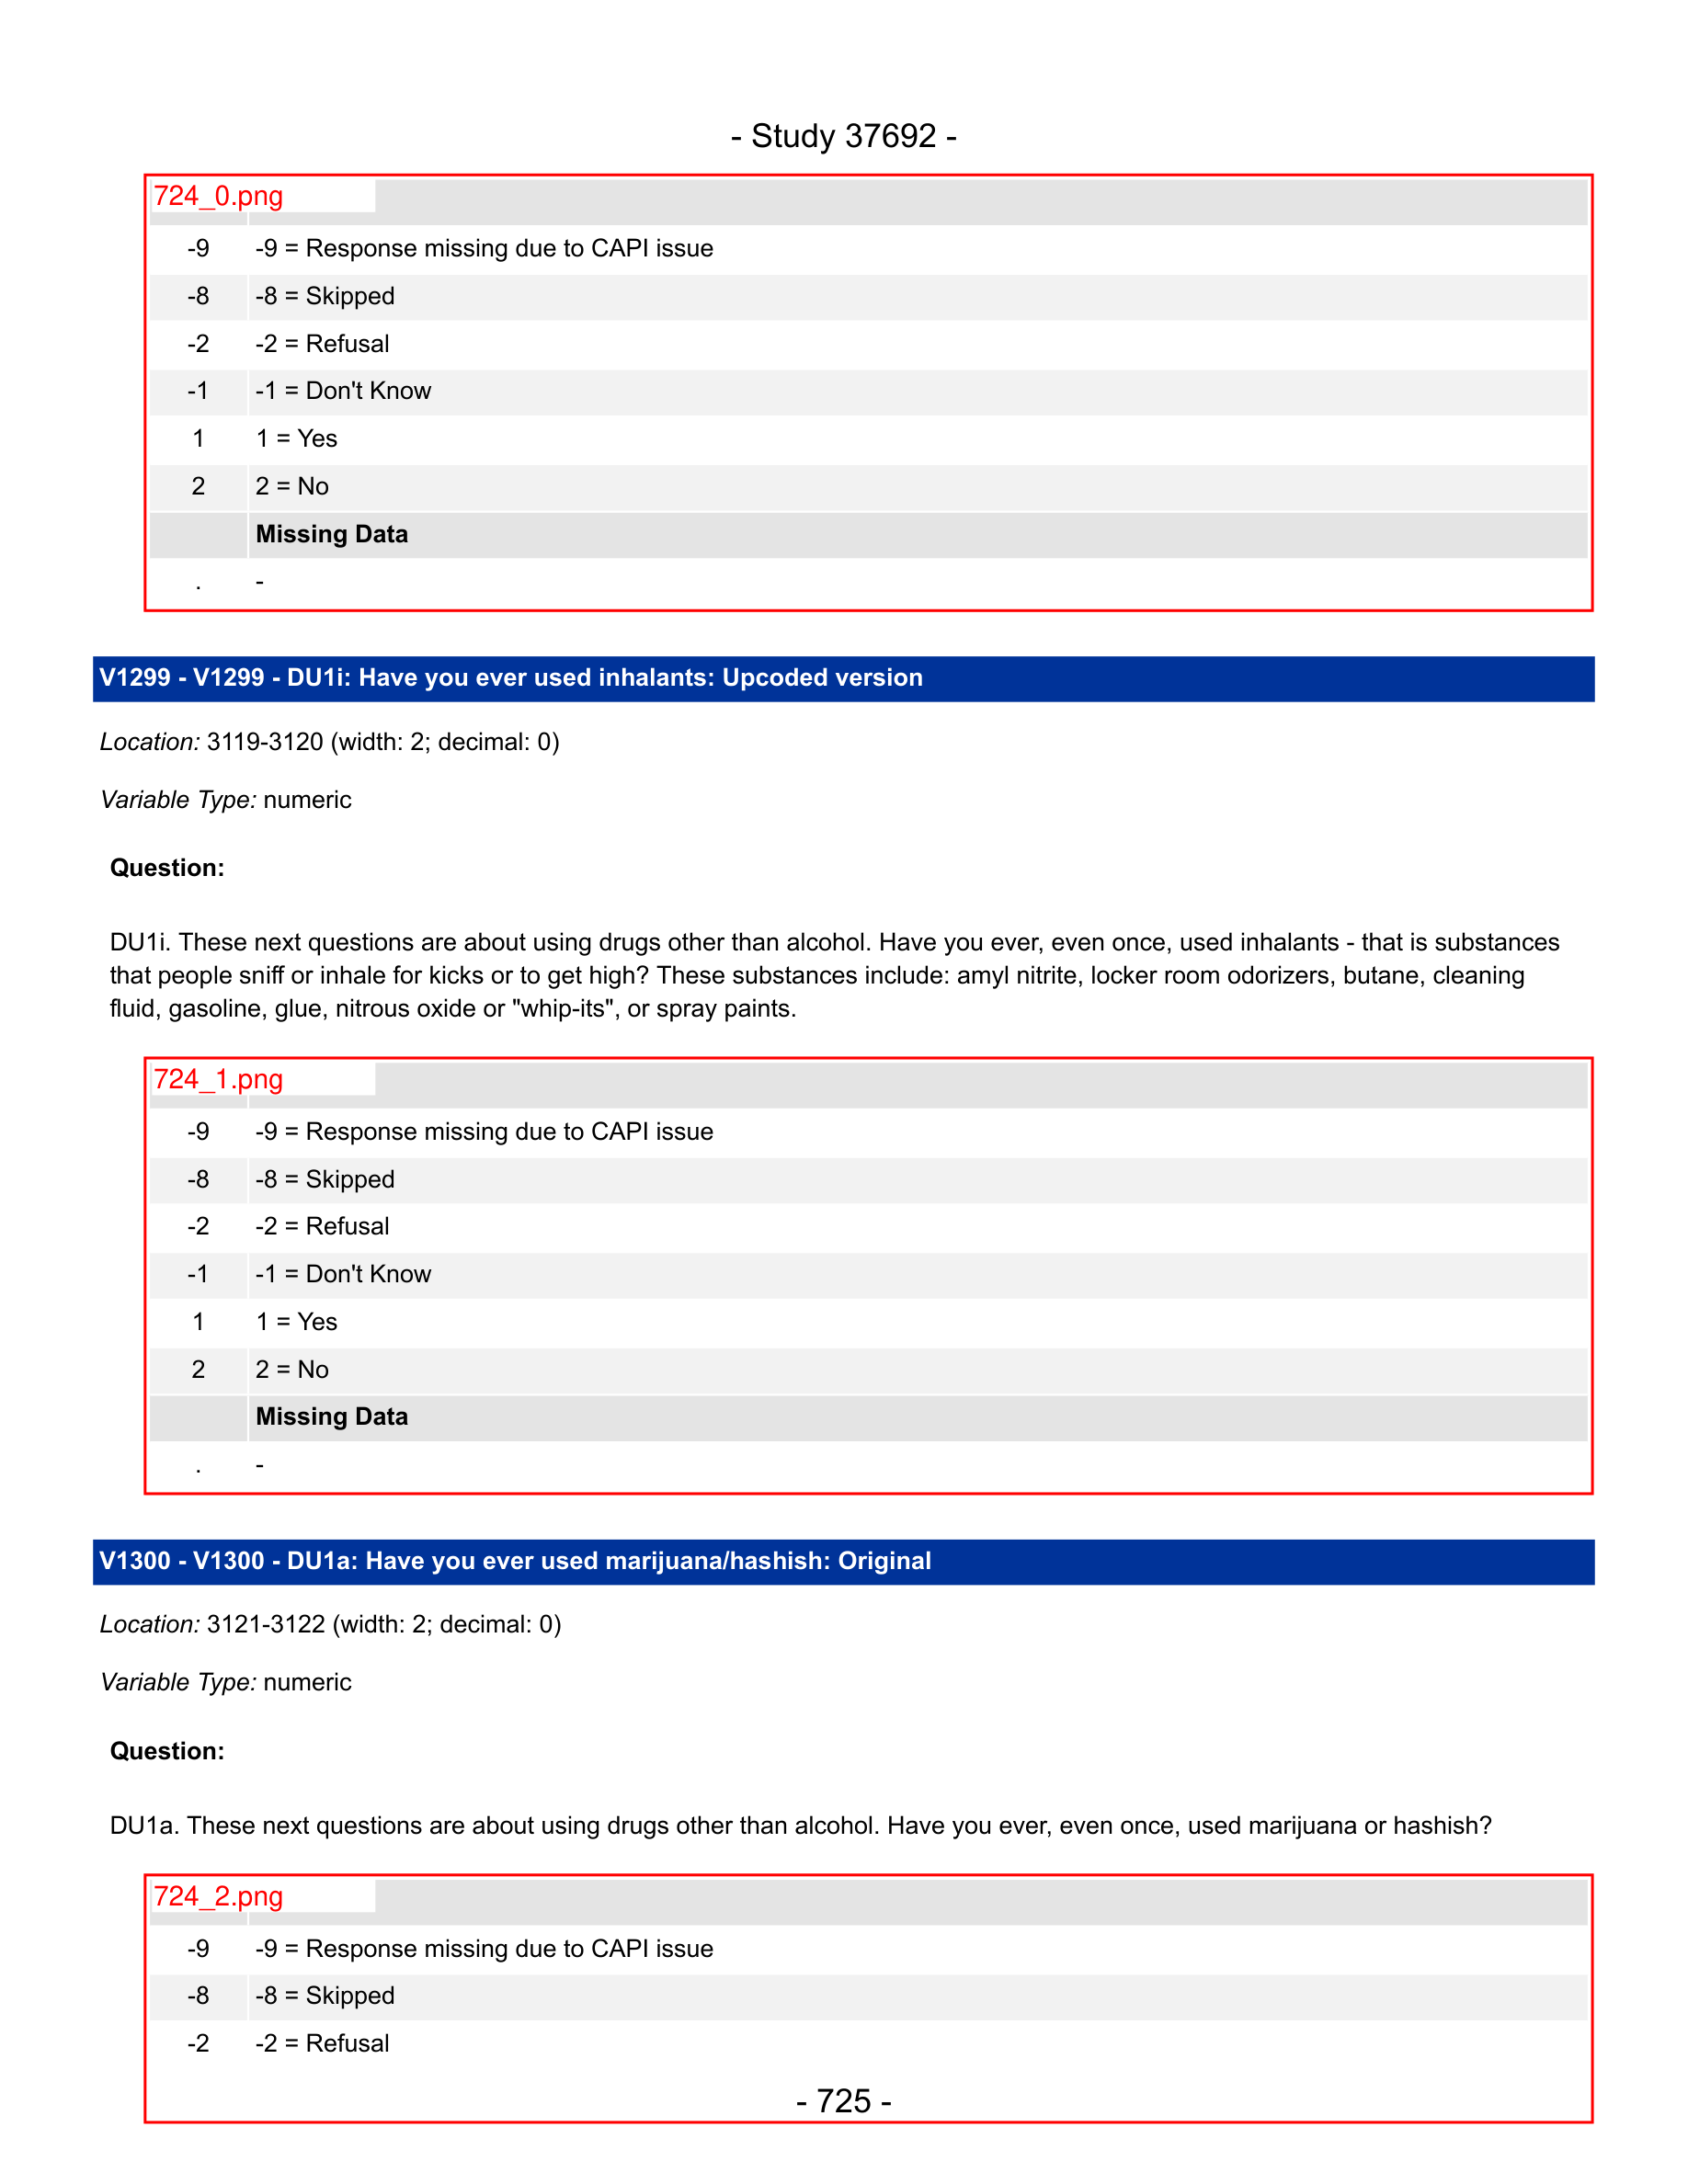 - Study 37692 -
724_0.png
-9 -9 = Response missing due to CAPI issue
-8 -8 = Skipped
-2 -2 = Refusal
-1 -1 = Don't Know
1 1 = Yes
2 2 = No
Missing Data
. -
V1299 - V1299 - DU1i: Have you ever used inhalants: Upcoded version
Location: 3119-3120 (width: 2; decimal: 0)
Variable Type: numeric
Question:
DU1i. These next questions are about using drugs other than alcohol. Have you ever, even once, used inhalants - that is substances
that people sniff or inhale for kicks or to get high? These substances include: amyl nitrite, locker room odorizers, butane, cleaning
fluid, gasoline, glue, nitrous oxide or "whip-its", or spray paints.
724_1.png
-9 -9 = Response missing due to CAPI issue
-8 -8 = Skipped
-2 -2 = Refusal
-1 -1 = Don't Know
1 1 = Yes
2 2 = No
Missing Data
. -
V1300 - V1300 - DU1a: Have you ever used marijuana/hashish: Original
Location: 3121-3122 (width: 2; decimal: 0)
Variable Type: numeric
Question:
DU1a. These next questions are about using drugs other than alcohol. Have you ever, even once, used marijuana or hashish?
724_2.png
-9 -9 = Response missing due to CAPI issue
-8 -8 = Skipped
-2 -2 = Refusal
- 725 -